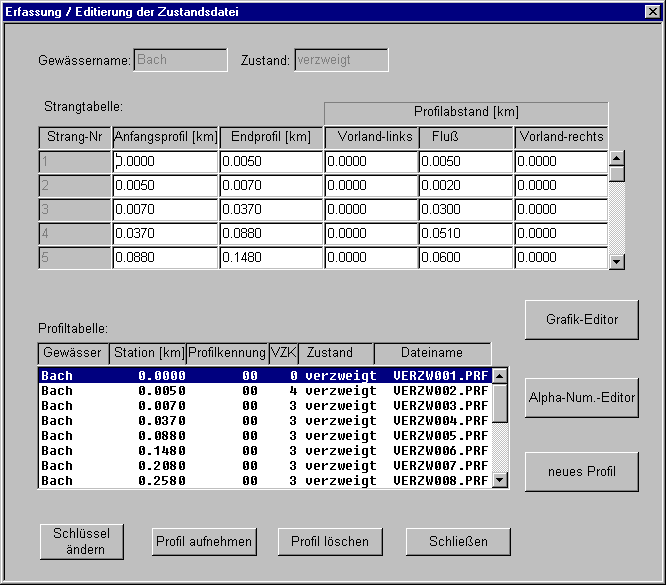 Erfassung / Editierung der Zustandsdatei
Gewässername: Bach Zustand: verzweigt
Strangtabelle:
Profilabstand [km]
Strang-Nr Anfangsprofil [km] Endprofil [km] Vorland-links Fluß Vorland-rechts
1 0.0000 0.0050 0.0000 0.0050 0.0000
2 0.0050 0.0070 0.0000 0.0020 0.0000
3 0.0070 0.0370 0.0000 0.0300 0.0000
4 0.0370 0.0880 0.0000 0.0510 0.0000
5 0.0880 0.1480 0.0000 0.0600 0.0000
Grafik-Editor
Profiltabelle:
Gewässer Station [km] Profilkennung VZK Zustand Dateiname
Bach 0.0000 00 0 verzweigt VERZW001.PRF
Bach 0.0050 00 4 verzweigt VERZW002.PRF
Bach 0.0070 00 3 verzweigt VERZW003.PRF
Bach 0.0370 00 3 verzweigt VERZW004.PRF
Bach 0.0880 00 3 verzweigt VERZW005.PRF
Bach 0.1480 00 3 verzweigt VERZW006.PRF
Bach 0.2080 00 3 verzweigt VERZW007.PRF
Bach 0.2580 00 3 verzweigt VERZW008.PRF
Alpha-Num.-Editor
neues Profil
Schlüssel
ändern
Profil aufnehmen
Profil löschen
Schließen